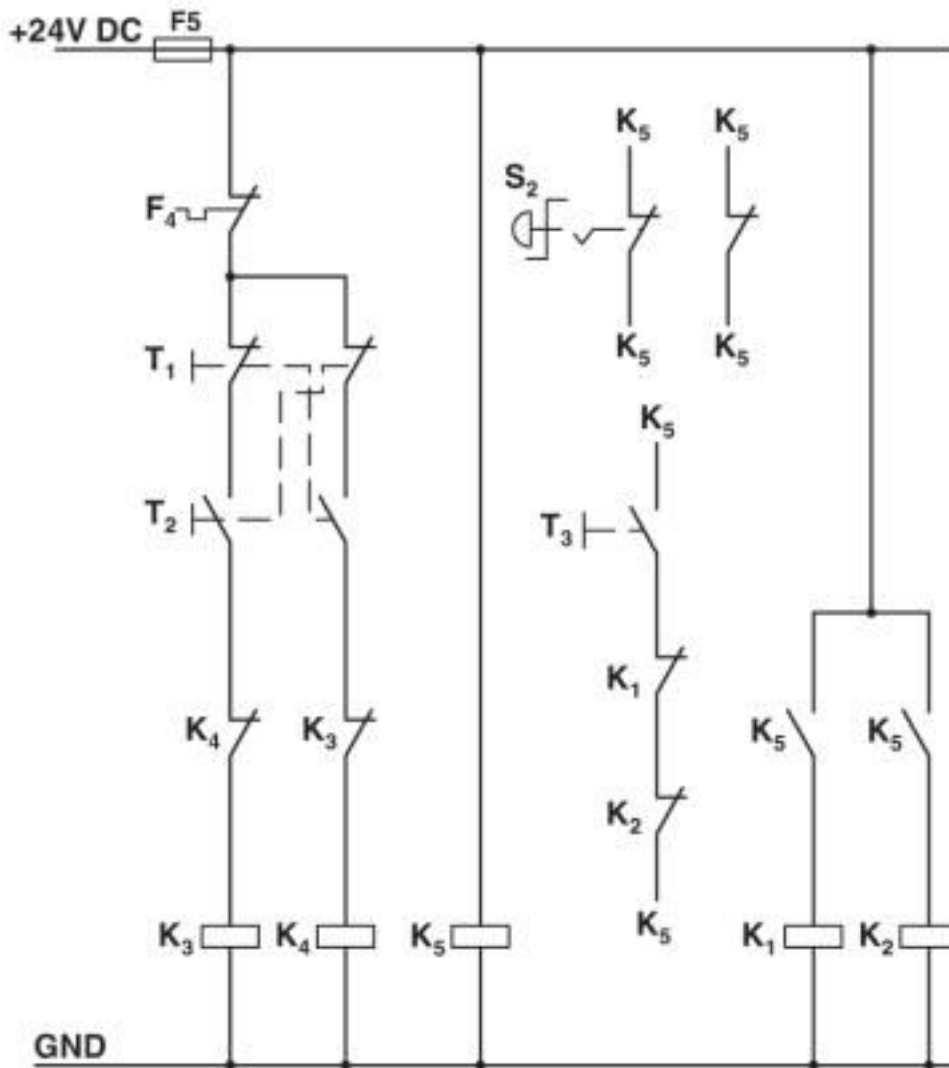 +24V DC F5
K5 K5
S2
F4
K5 K5
T1
K5
T2 T3
K1
K4 K3 K5 K5
K2
K5
K3 K4 K5 K1 K2
GND